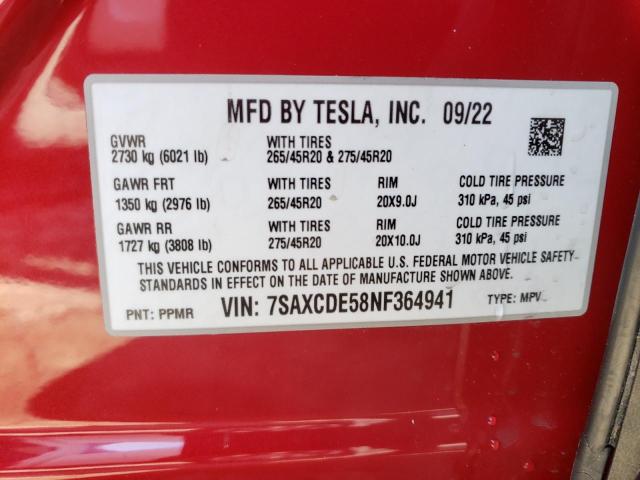 MFD BY TESLA, INC. 09/22
GVWR WITH TIRES
2730 kg (6021 lb) 265/45R20 & 275/45R20
GAWR FRT WITH TIRES RIM COLD TIRE PRESSURE
1350 kg (2976 lb) 265/45R20 20X9.0J 310 kPa, 45 psi
GAWR RR WITH TIRES RIM COLD TIRE PRESSURE
1727 kg (3808 lb) 275/45R20 20X10.0J 310 kPa, 45 psi
THIS VEHICLE CONFORMS TO ALL APPLICABLE U.S. FEDERAL MOTOR VEHICLE SAFETY
STANDARDS IN EFFECT ON THE DATE OF MANUFACTURE SHOWN ABOVE.
PNT: PPMR VIN: 7SAXCDE58NF364941 TYPE: MPV